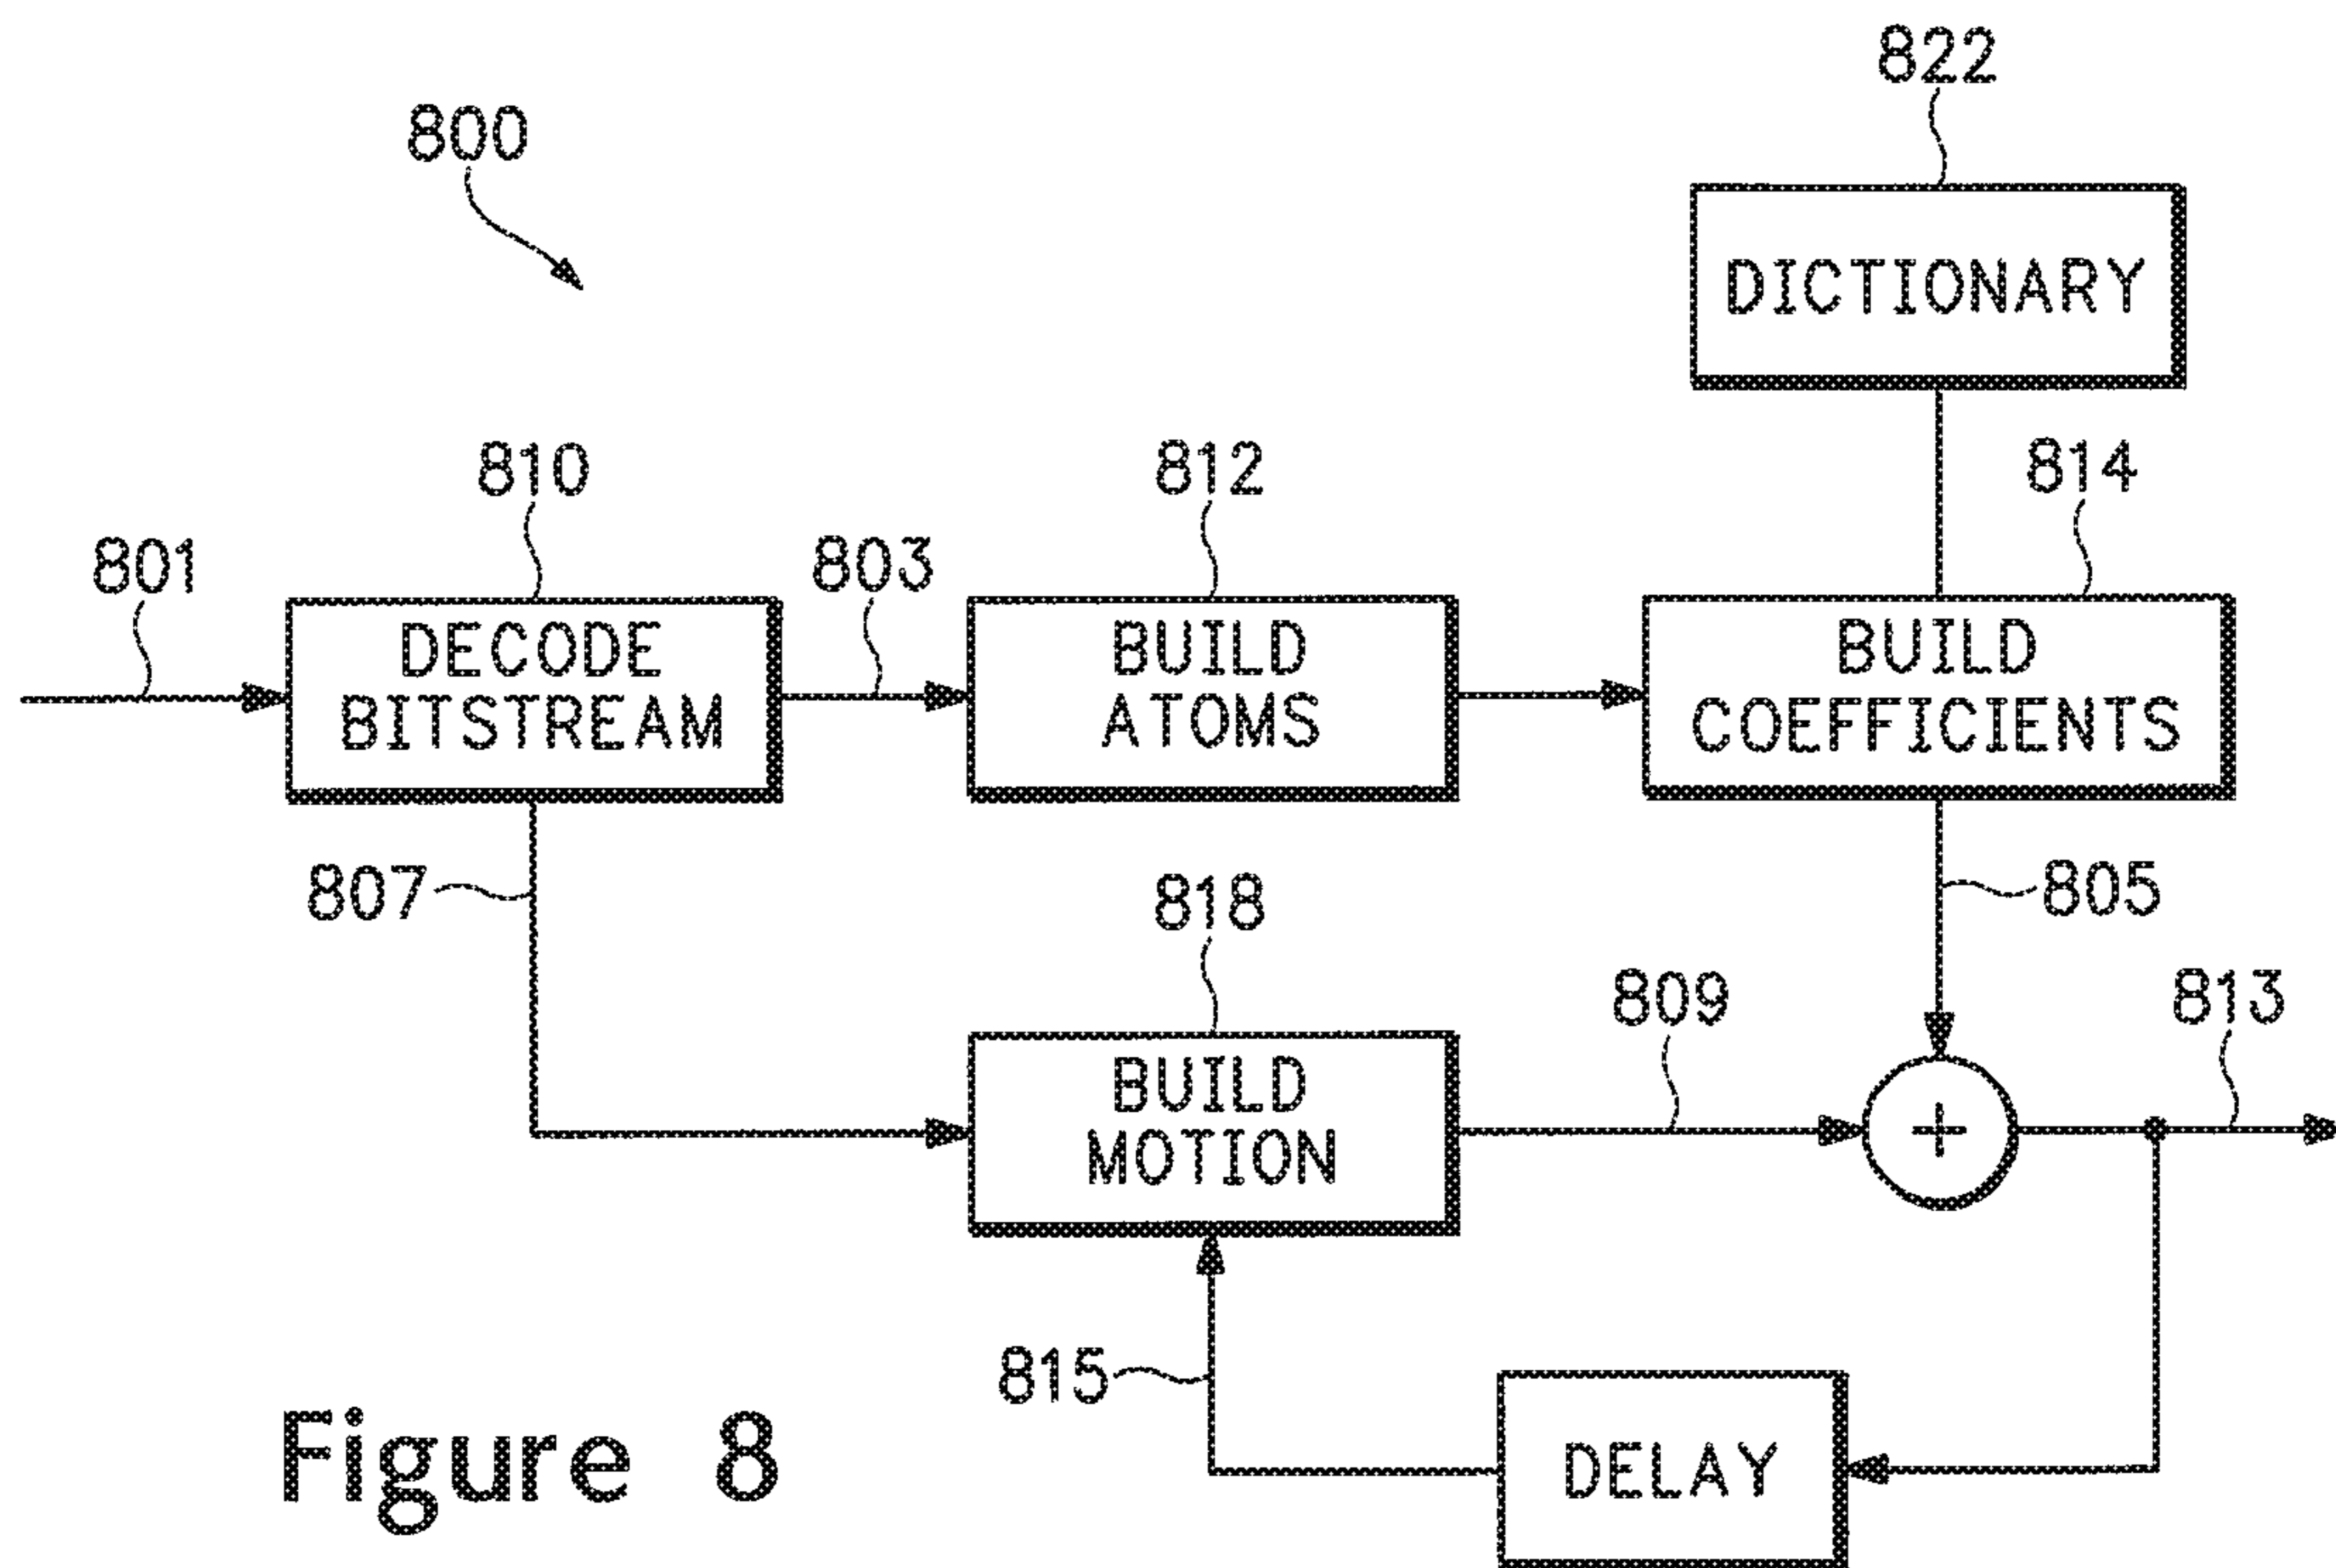 822
800
DICTIONARY
810
812
814
801
803
DECODE
BITSTREAM
BUILD
ATOMS
BUILD
COEFFICIENTS
807
818
805
809
813
BUILD
MOTION
+
815
DELAY
Figure 8